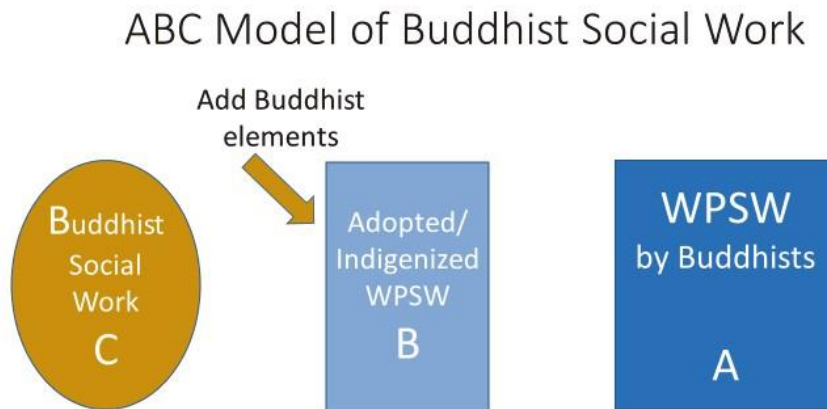 ABC Model of Buddhist Social Work
Add Buddhist
elements
Buddhist
Social
Work
C
Adopted/
Indigenized
WPSW
B
WPSW
by Buddhists
A